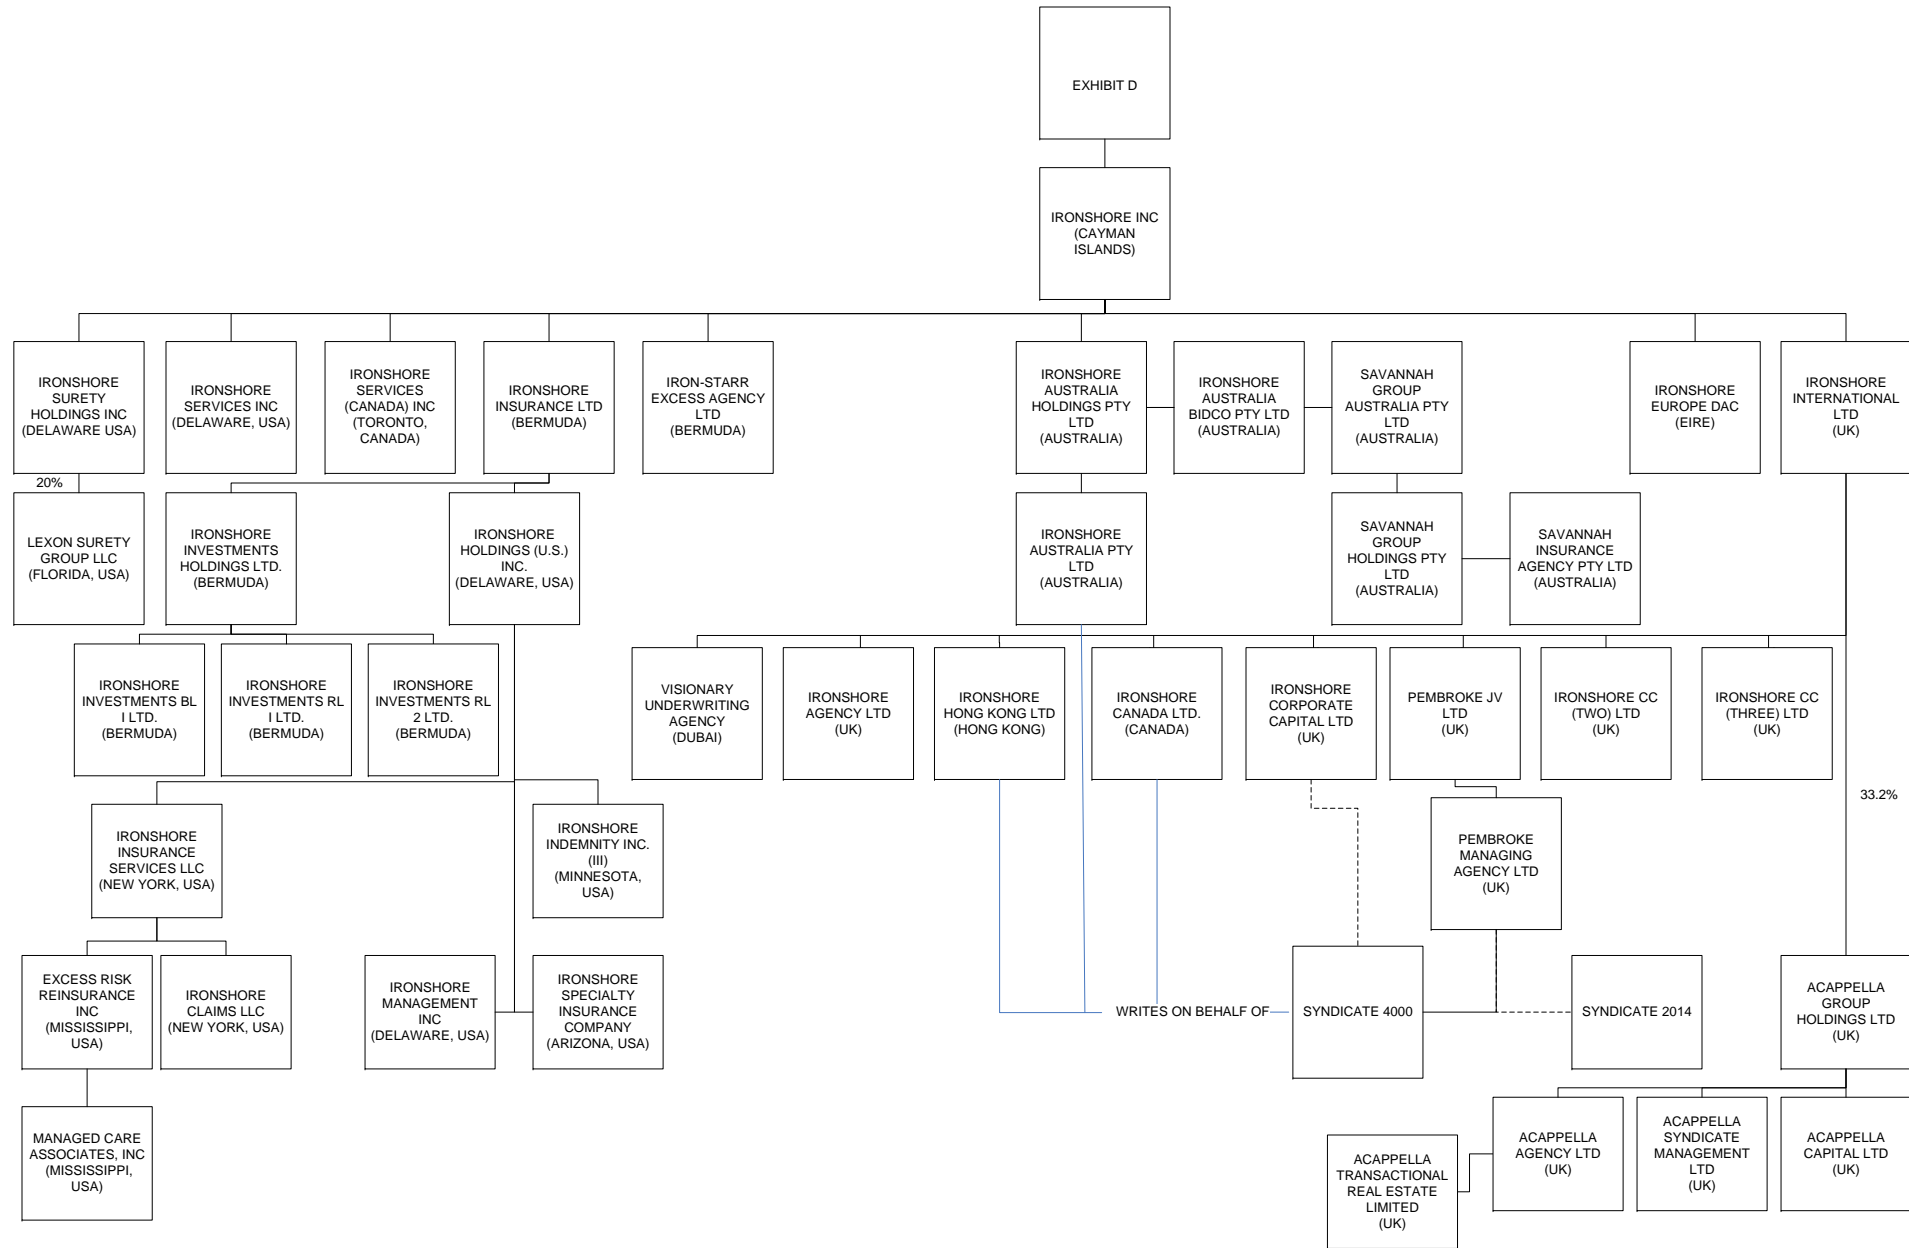 EXHIBIT D
IRONSHORE INC
(CAYMAN
ISLANDS)
IRONSHORE
SURETY
HOLDINGS INC
(DELAWARE USA)
IRONSHORE
SERVICES INC
(DELAWARE, USA)
IRONSHORE
SERVICES
(CANADA) INC
(TORONTO,
CANADA)
IRONSHORE
INSURANCE LTD
(BERMUDA)
IRON-STARR
EXCESS AGENCY
LTD
(BERMUDA)
IRONSHORE
AUSTRALIA
HOLDINGS PTY
LTD
(AUSTRALIA)
IRONSHORE
AUSTRALIA
BIDCO PTY LTD
(AUSTRALIA)
SAVANNAH
GROUP
AUSTRALIA PTY
LTD
(AUSTRALIA)
IRONSHORE
EUROPE DAC
(EIRE)
IRONSHORE
INTERNATIONAL
LTD
(UK)
20%
LEXON SURETY
GROUP LLC
(FLORIDA, USA)
IRONSHORE
INVESTMENTS
HOLDINGS LTD.
(BERMUDA)
IRONSHORE
HOLDINGS (U.S.)
INC.
(DELAWARE, USA)
IRONSHORE
AUSTRALIA PTY
LTD
(AUSTRALIA)
SAVANNAH
GROUP
HOLDINGS PTY
LTD
(AUSTRALIA)
SAVANNAH
INSURANCE
AGENCY PTY LTD
(AUSTRALIA)
IRONSHORE
INVESTMENTS BL
I LTD.
(BERMUDA)
IRONSHORE
INVESTMENTS RL
I LTD.
(BERMUDA)
IRONSHORE
INVESTMENTS RL
2 LTD.
(BERMUDA)
VISIONARY
UNDERWRITING
AGENCY
(DUBAI)
IRONSHORE
AGENCY LTD
(UK)
IRONSHORE
HONG KONG LTD
(HONG KONG)
IRONSHORE
CANADA LTD.
(CANADA)
IRONSHORE
CORPORATE
CAPITAL LTD
(UK)
PEMBROKE JV
LTD
(UK)
IRONSHORE CC
(TWO) LTD
(UK)
IRONSHORE CC
(THREE) LTD
(UK)
33.2%
IRONSHORE
INSURANCE
SERVICES LLC
(NEW YORK, USA)
IRONSHORE
INDEMNITY INC.
(III)
(MINNESOTA,
USA)
PEMBROKE
MANAGING
AGENCY LTD
(UK)
EXCESS RISK
REINSURANCE
INC
(MISSISSIPPI,
USA)
IRONSHORE
CLAIMS LLC
(NEW YORK, USA)
IRONSHORE
MANAGEMENT
INC
(DELAWARE, USA)
IRONSHORE
SPECIALTY
INSURANCE
COMPANY
(ARIZONA, USA)
WRITES ON BEHALF OF
SYNDICATE 4000
SYNDICATE 2014
ACAPPELLA
GROUP
HOLDINGS LTD
(UK)
MANAGED CARE
ASSOCIATES, INC
(MISSISSIPPI,
USA)
ACAPPELLA
TRANSACTIONAL
REAL ESTATE
LIMITED
(UK)
ACAPPELLA
AGENCY LTD
(UK)
ACAPPELLA
SYNDICATE
MANAGEMENT
LTD
(UK)
ACAPPELLA
CAPITAL LTD
(UK)